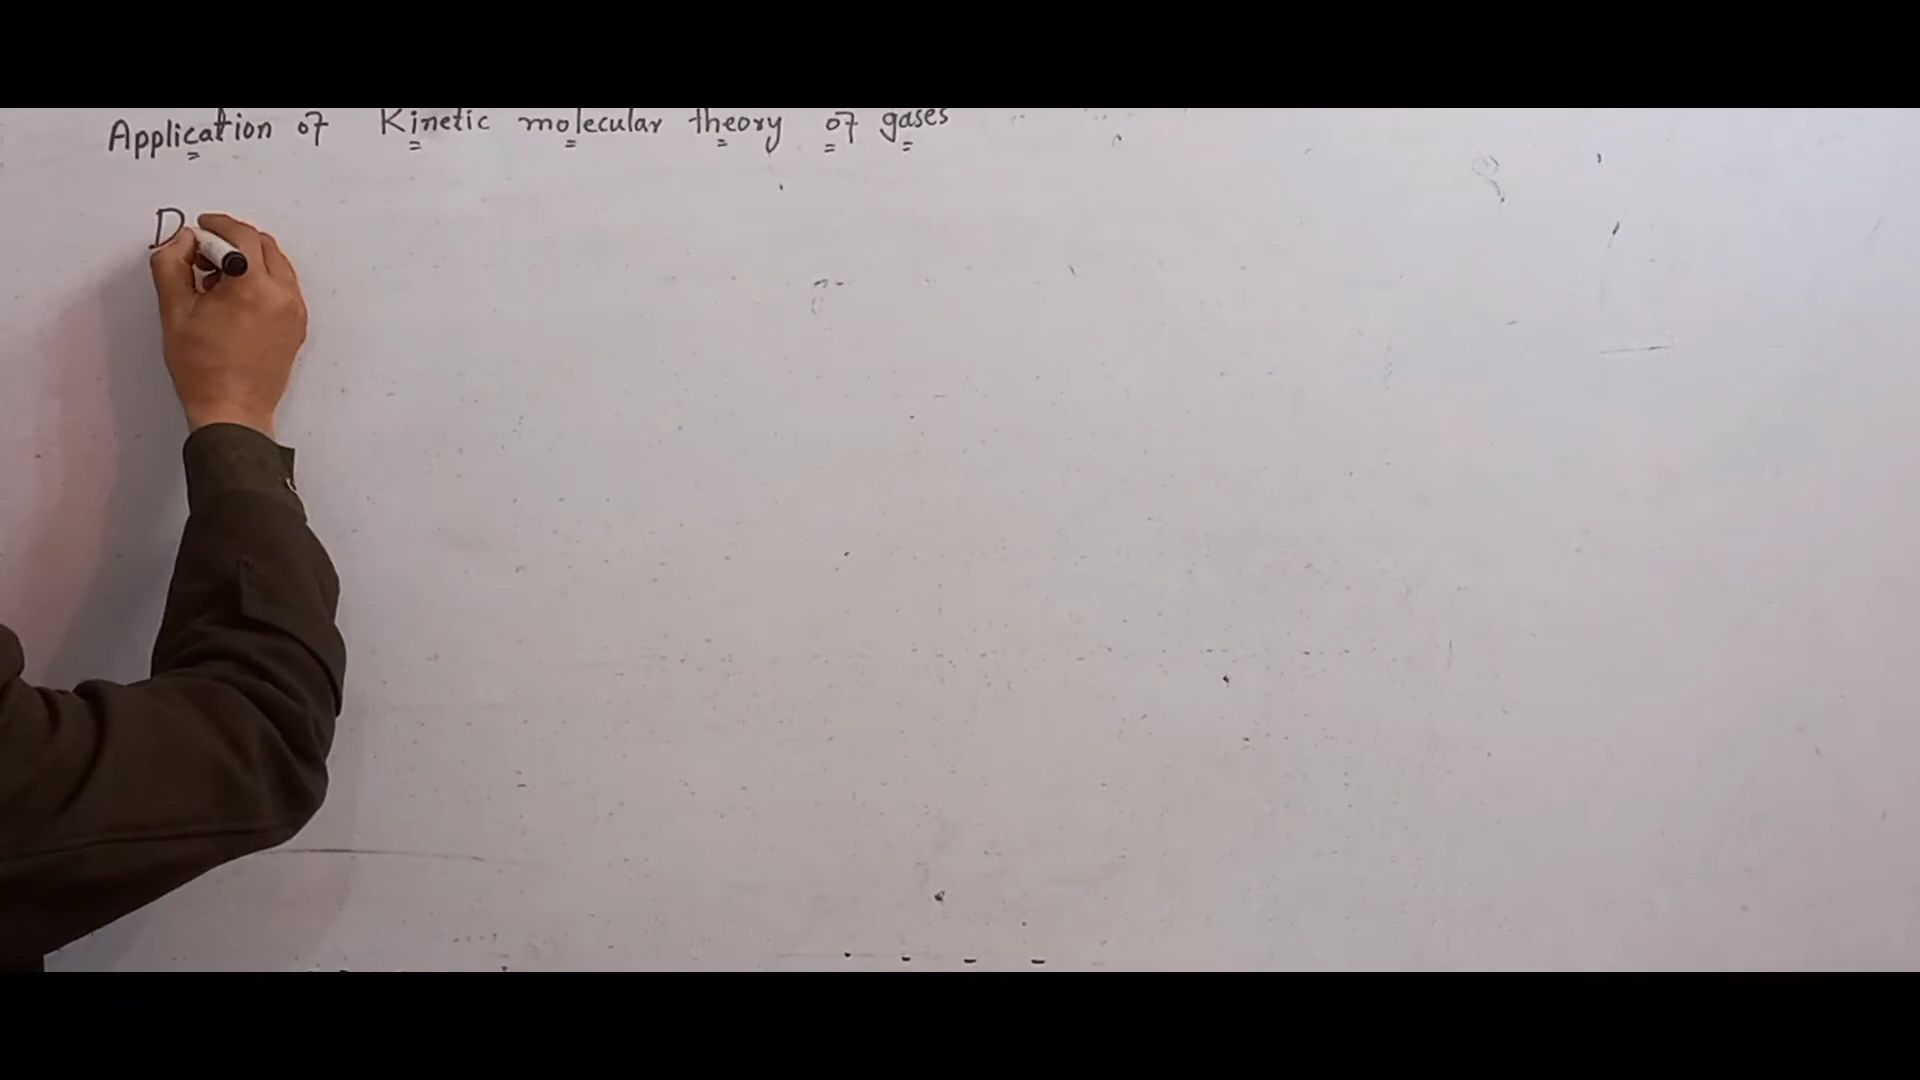 Application of Kinetic molecular theory of gases
D